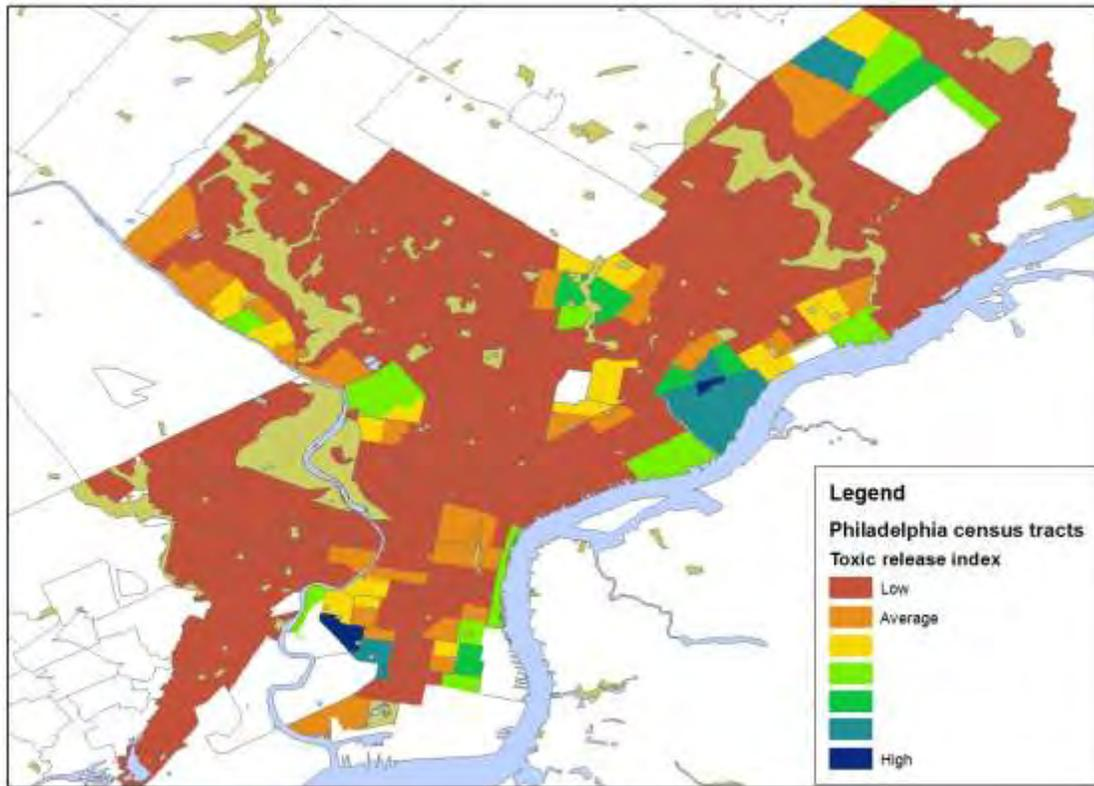 Legend
Philadelphia census tracts
Toxic release index
Low
Average
High